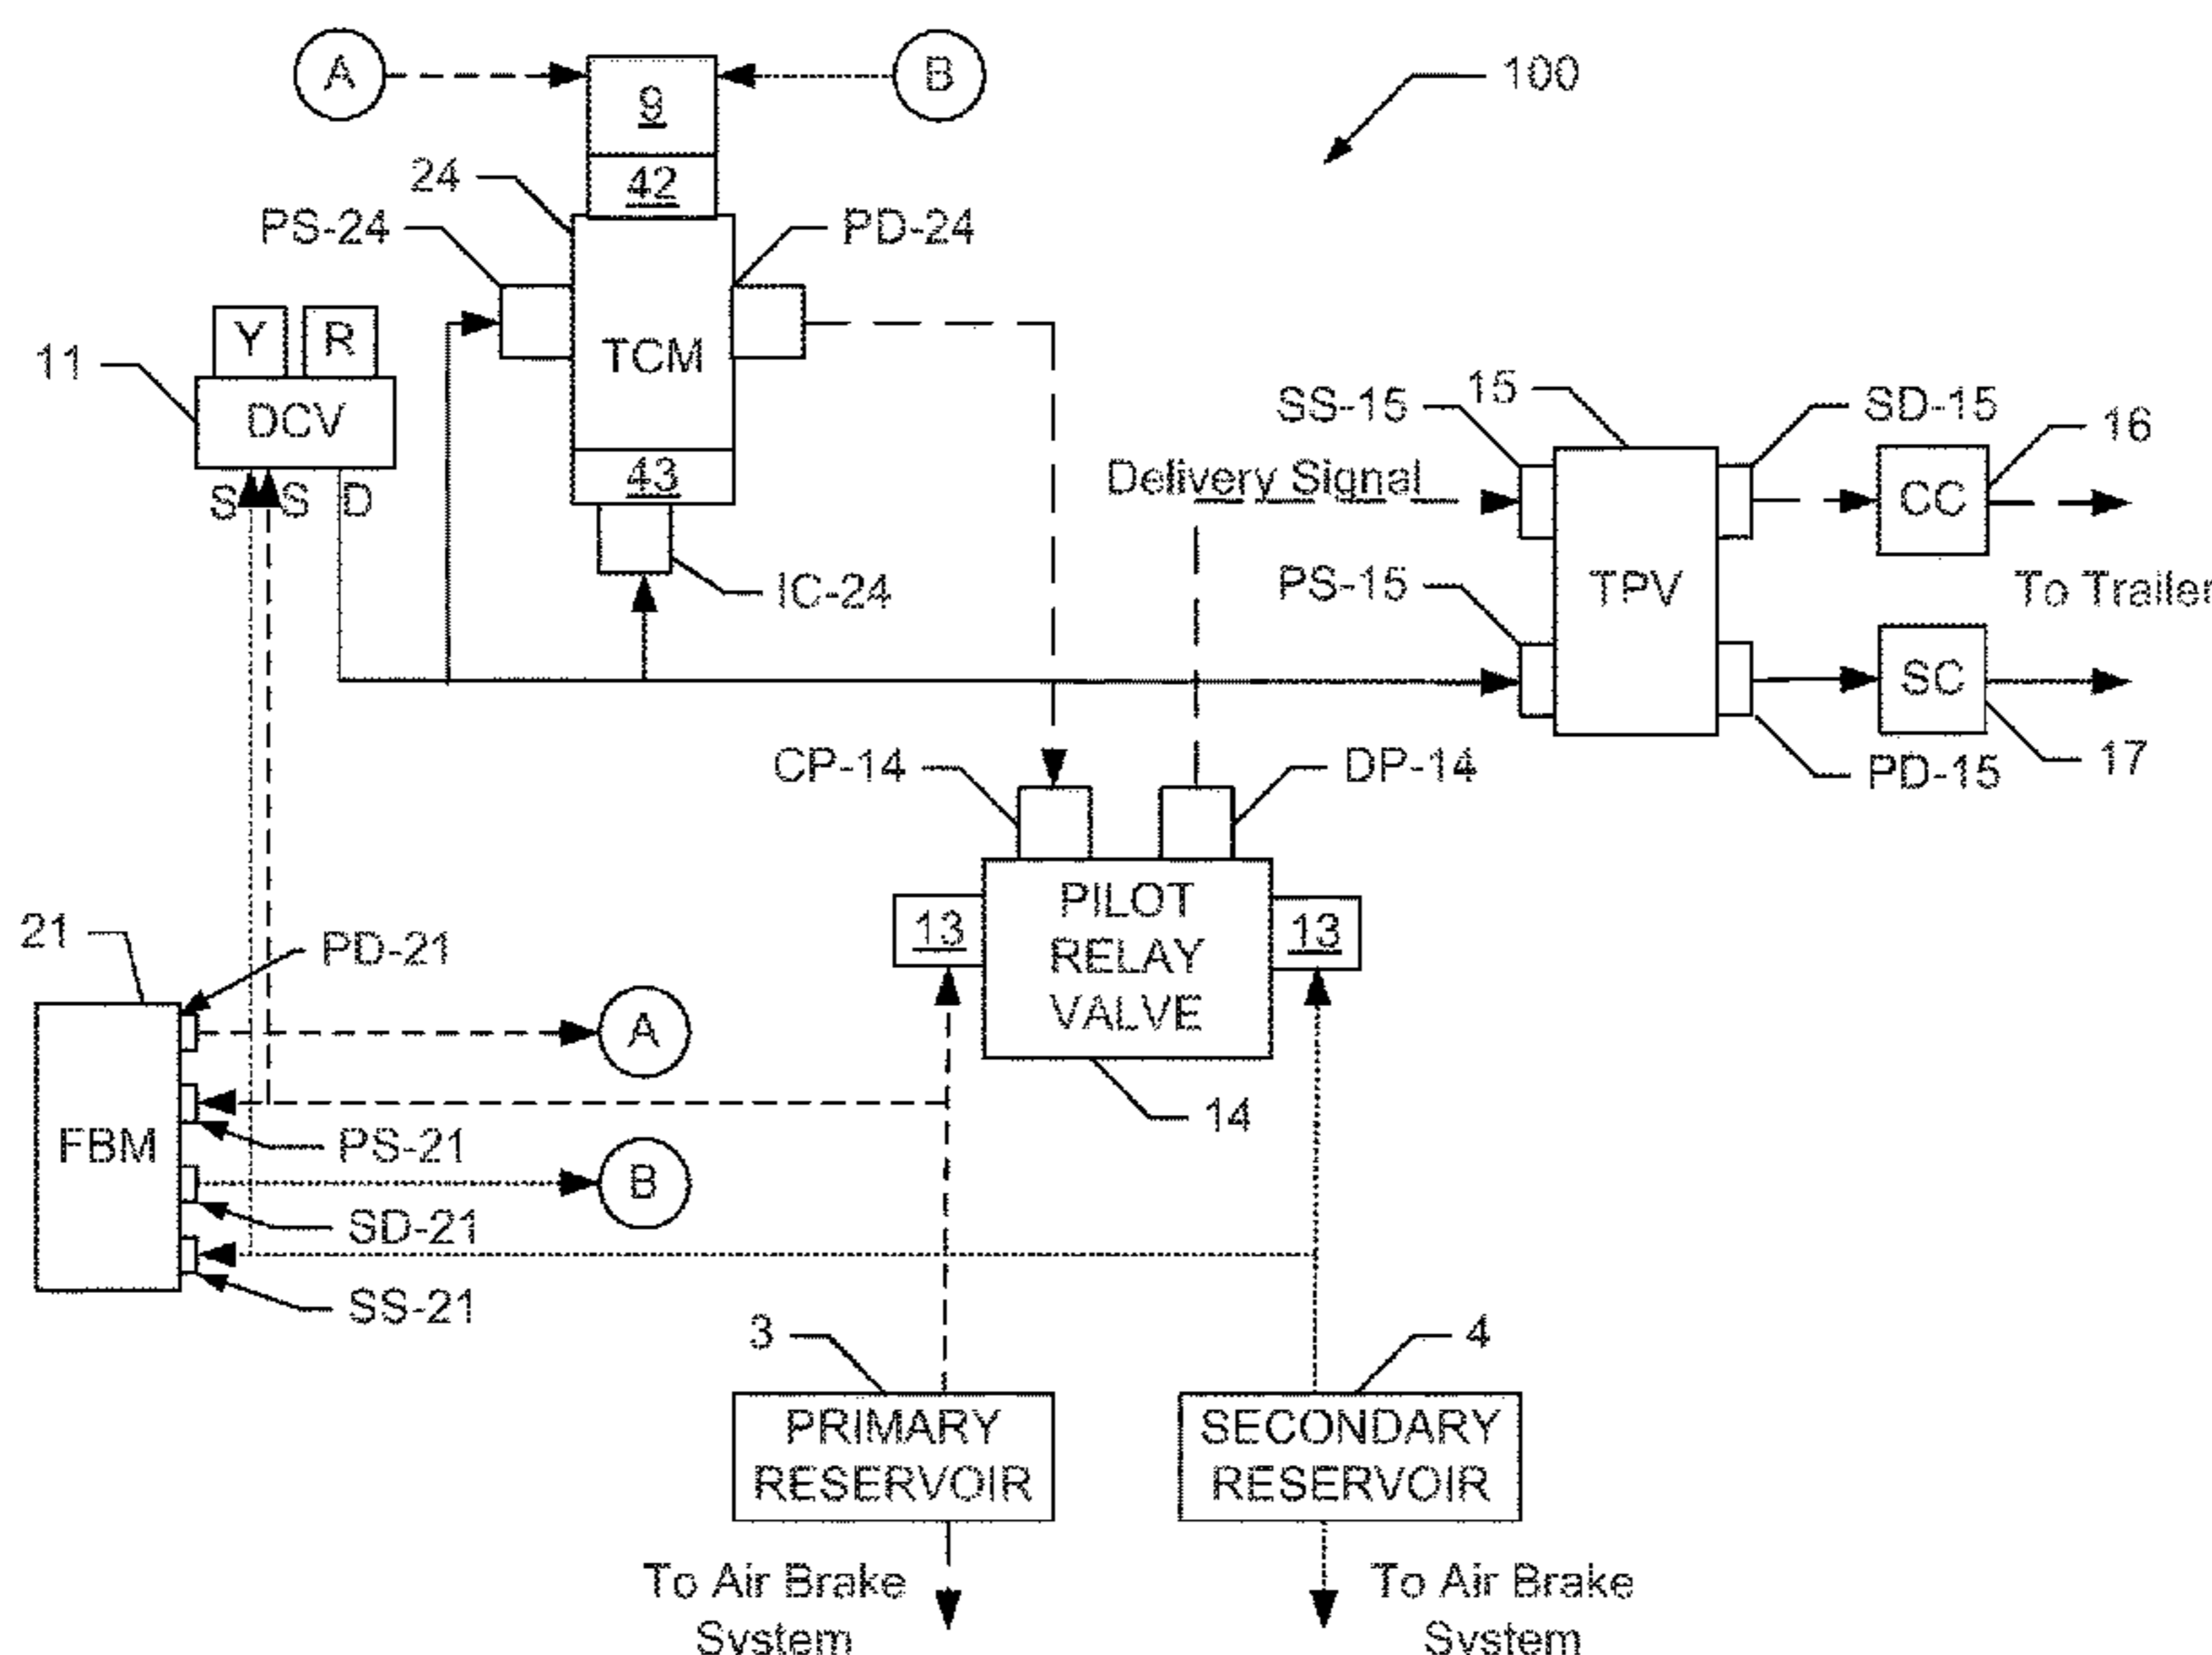 A
9
B
100
42
24
PS-24
PD-24
Y R
TCM
11
DCV
S S D
43
IC-24
SS-15
15
SD-15
16
Delivery Signal
CC
PS-15
TPV
To Trailer
SC
17
PD-15
CP-14
DP-14
PILOT
RELAY
VALVE
13
13
14
21
PD-21
A
FBM
PS-21
B
SD-21
SS-21
3
4
PRIMARY
RESERVOIR
SECONDARY
RESERVOIR
To Air Brake
System
To Air Brake
System